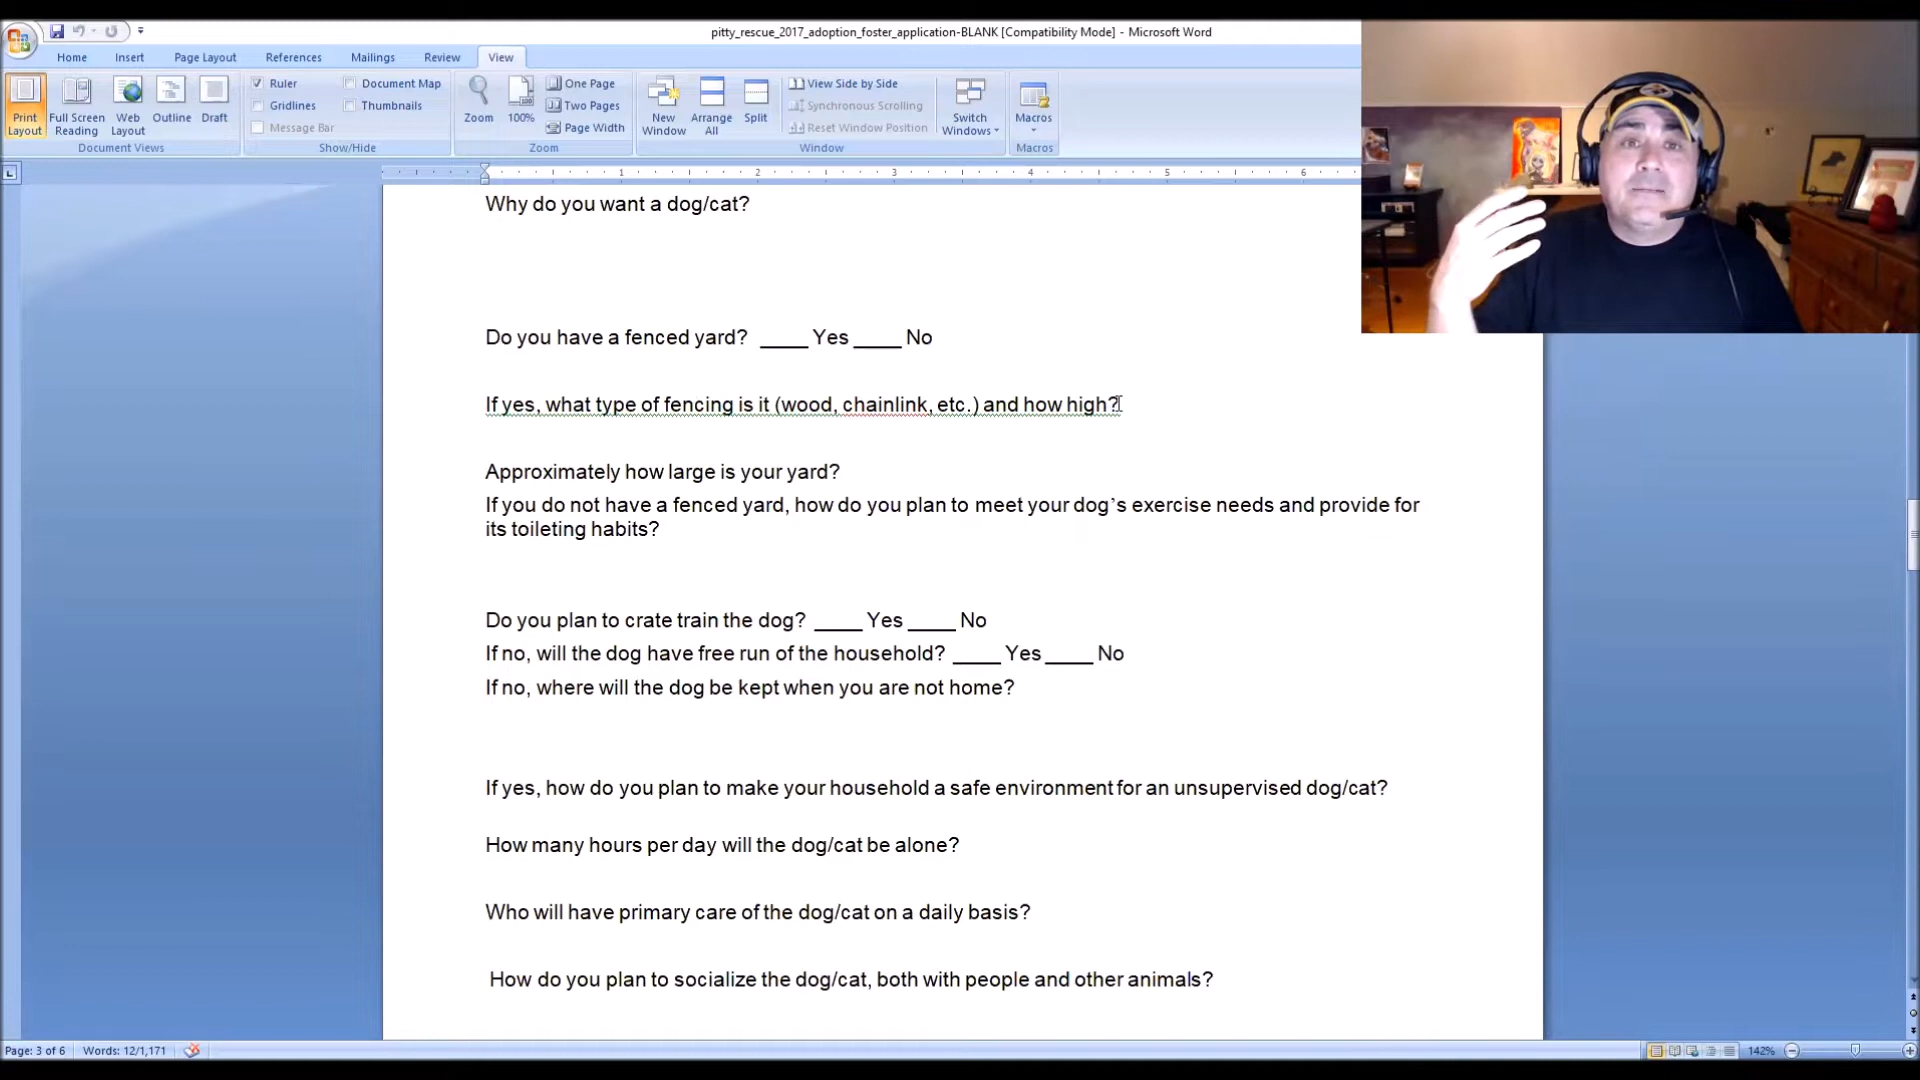 pitty_rescue_2017_adoption_foster_application-BLANK [Compatibility Mode] - Microsoft Word
Home Insert Page Layout References Mailings Review View
Print Layout
Full Screen Reading
Web Layout
Outline
Draft
Document Views
Ruler
Gridlines
Message Bar
Document Map
Thumbnails
Show/Hide
Zoom
100%
One Page
Two Pages
Page Width
Zoom
New Window
Arrange All
Split
View Side by Side
Synchronous Scrolling
Reset Window Position
Switch Windows
Window
Macros
Macros
1 2 3 4 5 6
Why do you want a dog/cat?
Do you have a fenced yard? ____ Yes ____ No
If yes, what type of fencing is it (wood, chainlink, etc.) and how high?
Approximately how large is your yard?
If you do not have a fenced yard, how do you plan to meet your dog’s exercise needs and provide for
its toileting habits?
Do you plan to crate train the dog? ____ Yes ____ No
If no, will the dog have free run of the household? ____ Yes ____ No
If no, where will the dog be kept when you are not home?
If yes, how do you plan to make your household a safe environment for an unsupervised dog/cat?
How many hours per day will the dog/cat be alone?
Who will have primary care of the dog/cat on a daily basis?
How do you plan to socialize the dog/cat, both with people and other animals?
Page: 3 of 6 Words: 12/1,171 142%